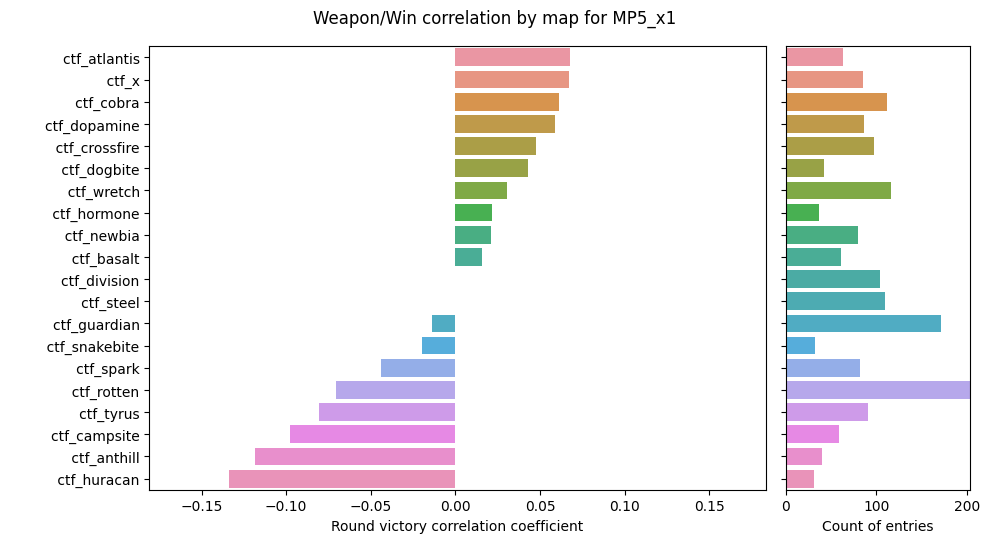 Weapon/Win correlation by map for MP5_x1
ctf_atlantis
ctf_x
ctf_cobra
ctf_dopamine
ctf_crossfire
ctf_dogbite
ctf_wretch
ctf_hormone
ctf_newbia
ctf_basalt
ctf_division
ctf_steel
ctf_guardian
ctf_snakebite
ctf_spark
ctf_rotten
ctf_tyrus
ctf_campsite
ctf_anthill
ctf_huracan
−0.15 −0.10 −0.05 0.00 0.05 0.10 0.15
Round victory correlation coefficient
0 100 200
Count of entries